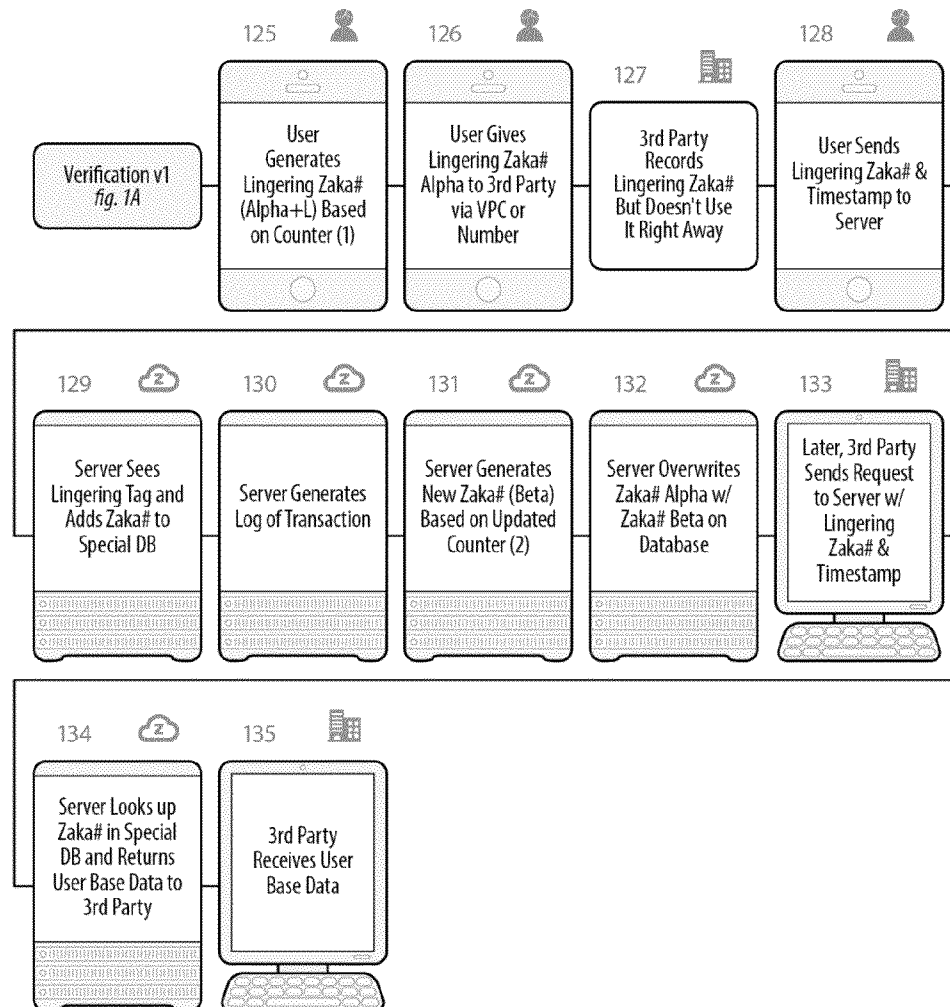 125
126
127
128
Verification v1
fig. 1A
User
Generates
Lingering Zaka#
(Alpha+L) Based
on Counter (1)
User Gives
Lingering Zaka#
Alpha to 3rd Party
via VPC or
Number
3rd Party
Records
Lingering Zaka#
But Doesn't Use
It Right Away
User Sends
Lingering Zaka# &
Timestamp to
Server
129
Z
130
Z
131
Z
132
Z
133
Server Sees
Lingering Tag and
Adds Zaka# to
Special DB
Server Generates
Log of Transaction
Server Generates
New Zaka# (Beta)
Based on Updated
Counter (2)
Server Overwrites
Zaka# Alpha w/
Zaka# Beta on
Database
Later, 3rd Party
Sends Request
to Server w/
Lingering
Zaka# &
Timestamp
134
Z
135
Server Looks up
Zaka# in Special
DB and Returns
User Base Data to
3rd Party
3rd Party
Receives User
Base Data